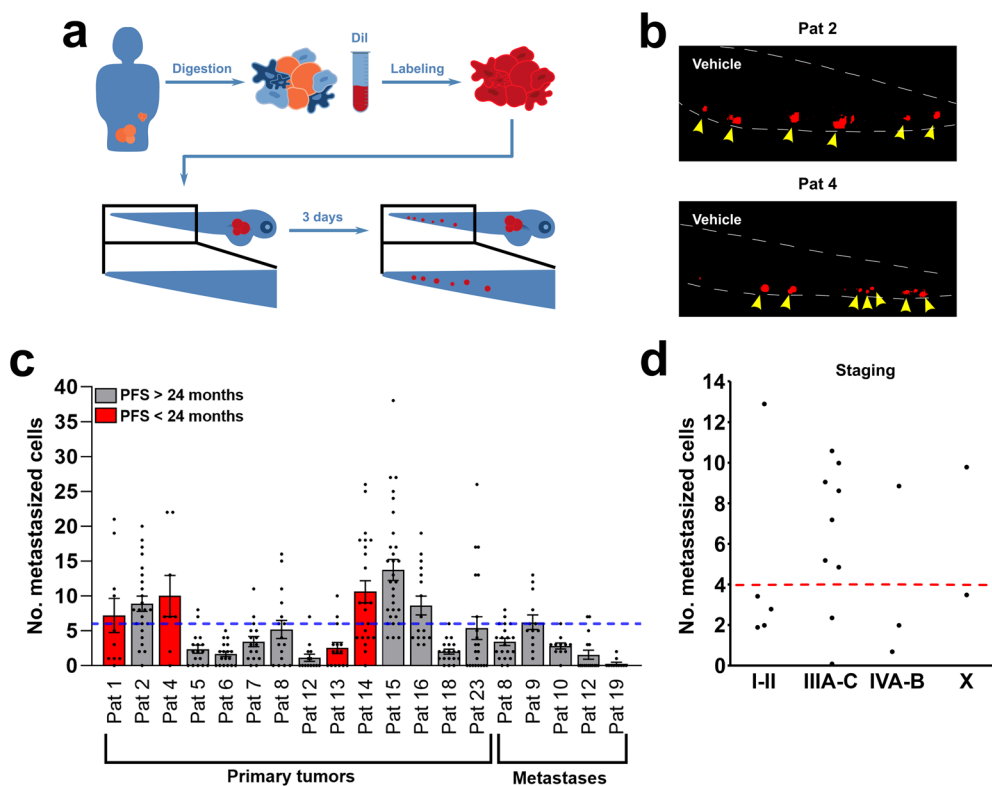 a
Digestion
DiI
Labeling
3 days
b
Pat 2
Vehicle
Pat 4
Vehicle
c
No. metastasized cells
40
35
30
25
20
15
10
5
0
PFS > 24 months
PFS < 24 months
Pat 1
Pat 2
Pat 4
Pat 5
Pat 6
Pat 7
Pat 8
Pat 12
Pat 13
Pat 14
Pat 15
Pat 16
Pat 18
Pat 23
Pat 8
Pat 9
Pat 10
Pat 12
Pat 19
Primary tumors
Metastases
d
Staging
No. metastasized cells
14
12
10
8
6
4
2
0
I-II
IIIA-C
IVA-B
X